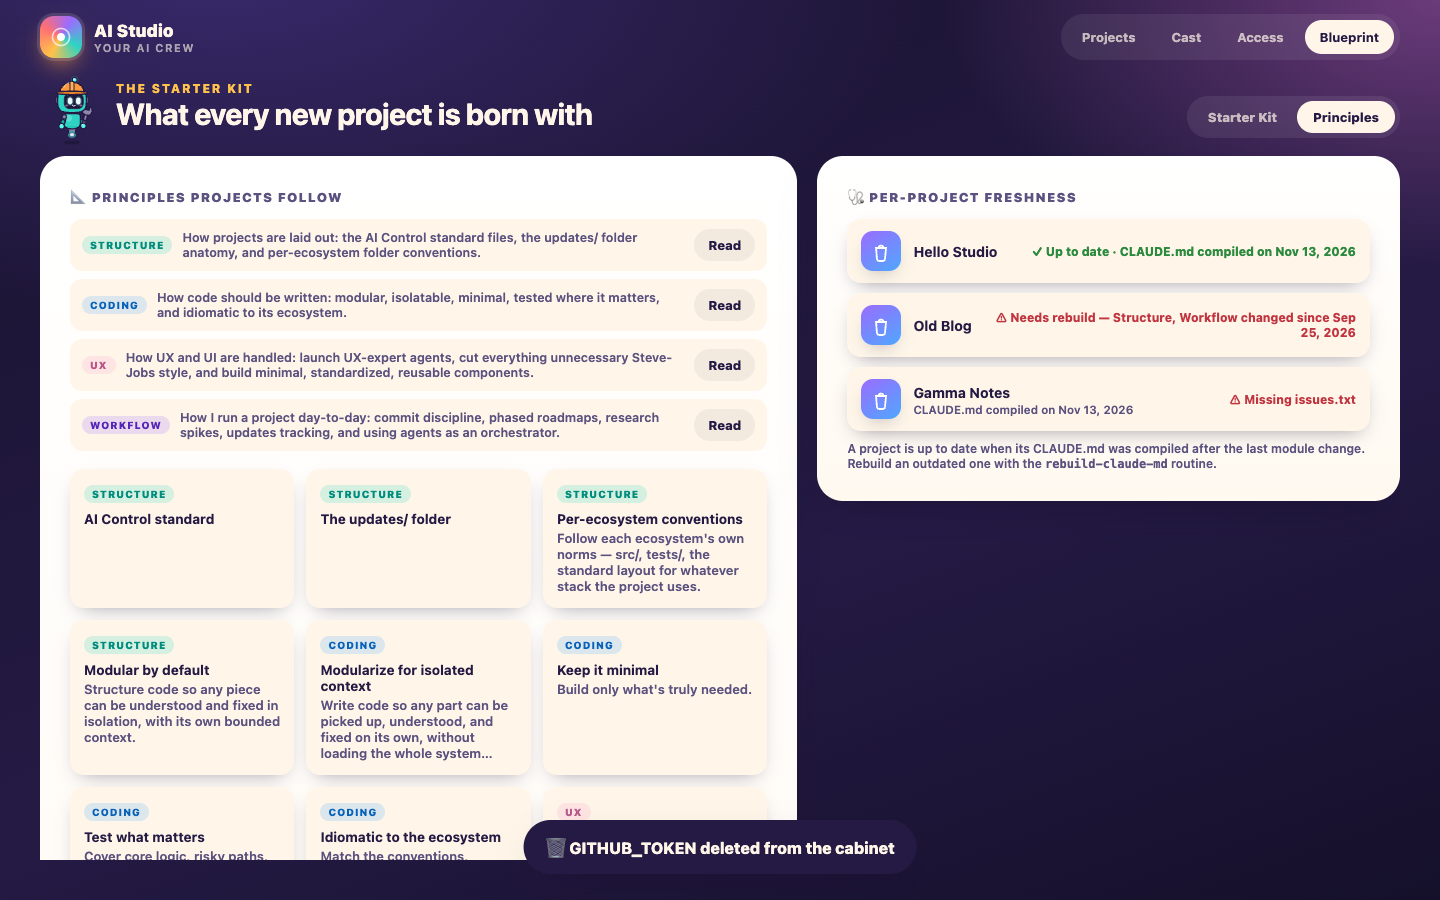 AI Studio
YOUR AI CREW
Projects
Cast
Access
Blueprint
THE STARTER KIT
What every new project is born with
Starter Kit
Principles
📐 PRINCIPLES PROJECTS FOLLOW
STRUCTURE
How projects are laid out: the AI Control standard files, the updates/ folder
anatomy, and per-ecosystem folder conventions.
Read
CODING
How code should be written: modular, isolatable, minimal, tested where it matters,
and idiomatic to its ecosystem.
Read
UX
How UX and UI are handled: launch UX-expert agents, cut everything unnecessary Steve-
Jobs style, and build minimal, standardized, reusable components.
Read
WORKFLOW
How I run a project day-to-day: commit discipline, phased roadmaps, research
spikes, updates tracking, and using agents as an orchestrator.
Read
STRUCTURE
AI Control standard
STRUCTURE
The updates/ folder
STRUCTURE
Per-ecosystem conventions
Follow each ecosystem's own
norms — src/, tests/, the
standard layout for whatever
stack the project uses.
STRUCTURE
Modular by default
Structure code so any piece
can be understood and fixed in
isolation, with its own bounded
context.
CODING
Modularize for isolated
context
Write code so any part can be
picked up, understood, and
fixed on its own, without
loading the whole system...
CODING
Keep it minimal
Build only what's truly needed.
CODING
Test what matters
Cover core logic, risky paths,
CODING
Idiomatic to the ecosystem
Match the conventions,
UX
🩺 PER-PROJECT FRESHNESS
Hello Studio
✓ Up to date · CLAUDE.md compiled on Nov 13, 2026
Old Blog
⚠ Needs rebuild — Structure, Workflow changed since Sep
25, 2026
Gamma Notes
CLAUDE.md compiled on Nov 13, 2026
⚠ Missing issues.txt
A project is up to date when its CLAUDE.md was compiled after the last module change.
Rebuild an outdated one with the rebuild-claude-md routine.
🗑️ GITHUB_TOKEN deleted from the cabinet